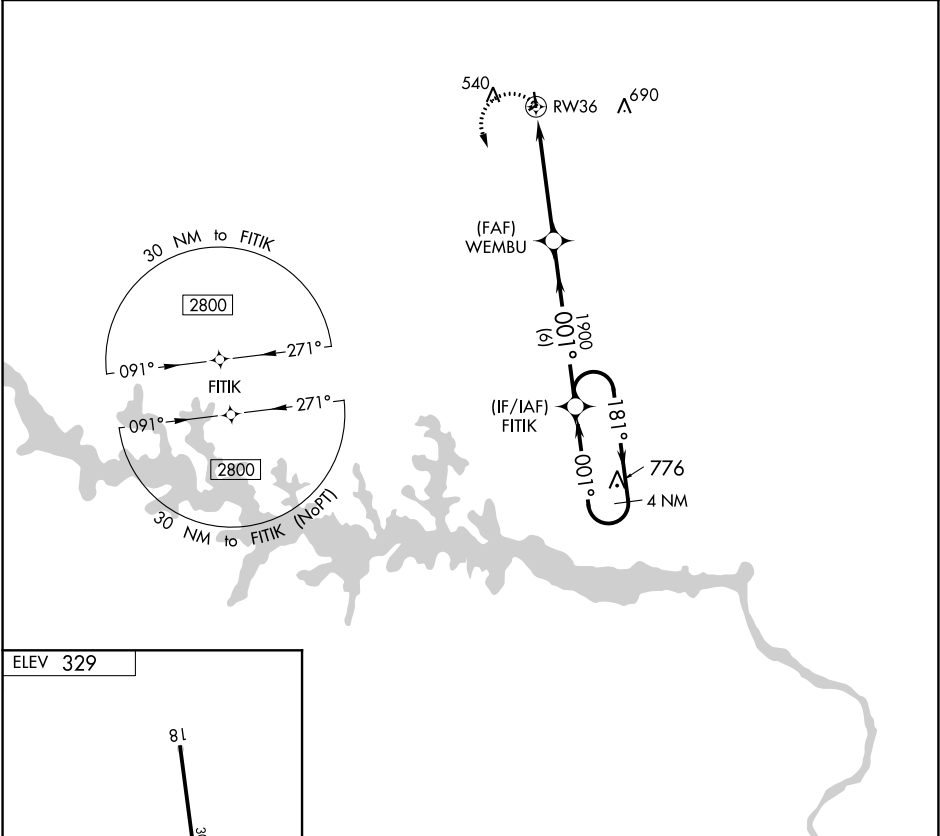 540
RW36
690
(FAF)
WEMBU
30 NM to FITIK
2800
091°
271°
FITIK
091°
271°
2800
30 NM to FITIK (NoPT)
1900
001°
(6)
(IF/IAF)
FITIK
181°
001°
776
4 NM
ELEV 329
18